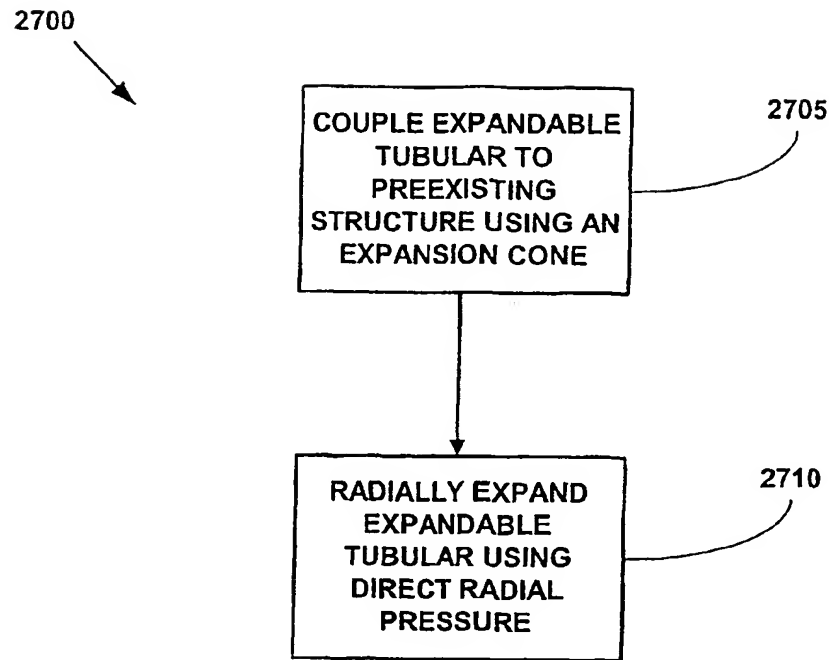 2700
COUPLE EXPANDABLE
TUBULAR TO
PREEXISTING
STRUCTURE USING AN
EXPANSION CONE
2705
RADIALLY EXPAND
EXPANDABLE
TUBULAR USING
DIRECT RADIAL
PRESSURE
2710